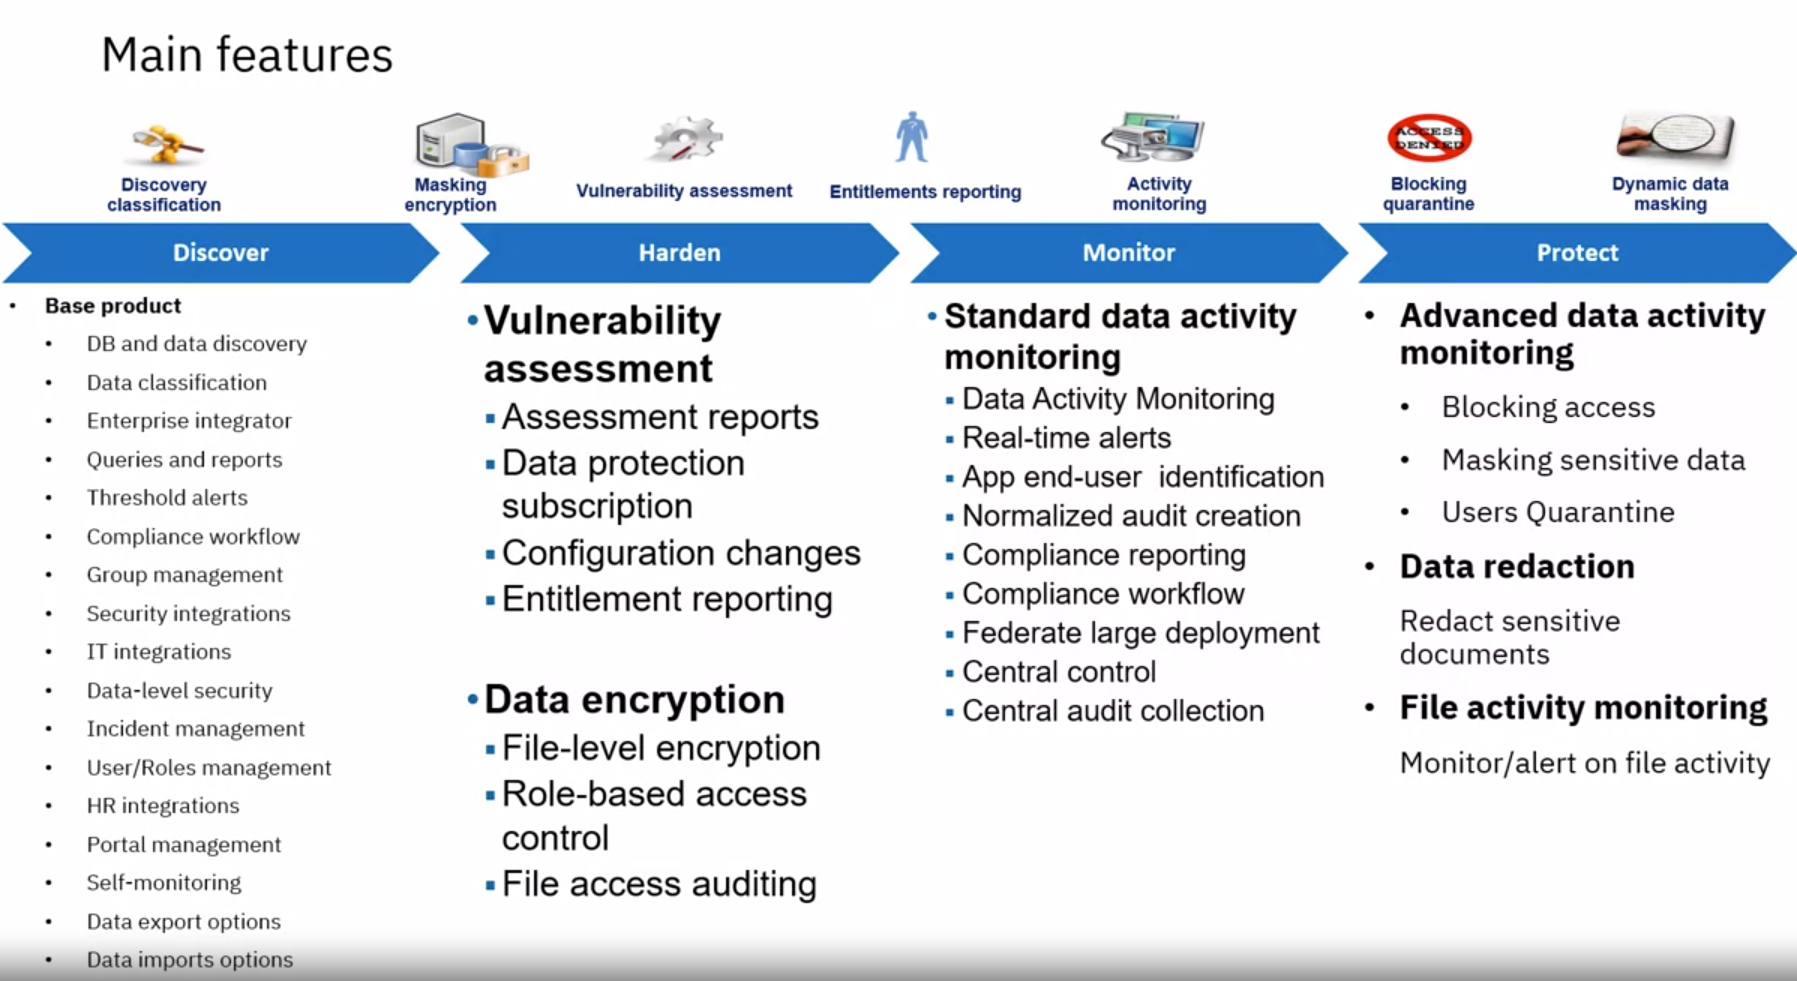 Main features
Discovery
classification
Masking
encryption
Vulnerability assessment
Entitlements reporting
Activity
monitoring
ACCESS
DENIED
Blocking
quarantine
Dynamic data
masking
Discover
Harden
Monitor
Protect
• Base product
• DB and data discovery
• Data classification
• Enterprise integrator
• Queries and reports
• Threshold alerts
• Compliance workflow
• Group management
• Security integrations
• IT integrations
• Data-level security
• Incident management
• User/Roles management
• HR integrations
• Portal management
• Self-monitoring
• Data export options
• Data imports options
•Vulnerability
assessment
▪Assessment reports
▪Data protection
subscription
▪Configuration changes
▪Entitlement reporting
•Data encryption
▪File-level encryption
▪Role-based access
control
▪File access auditing
•Standard data activity
monitoring
▪Data Activity Monitoring
▪Real-time alerts
▪App end-user identification
▪Normalized audit creation
▪Compliance reporting
▪Compliance workflow
▪Federate large deployment
▪Central control
▪Central audit collection
• Advanced data activity
monitoring
• Blocking access
• Masking sensitive data
• Users Quarantine
• Data redaction
Redact sensitive
documents
• File activity monitoring
Monitor/alert on file activity